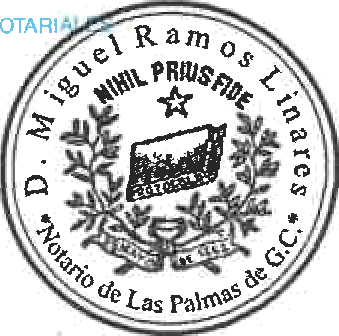 OTARIALES
D. Miguel Ramos Linares
NIHIL PRIUS FIDE
*Notario de Las Palmas de G.C.*